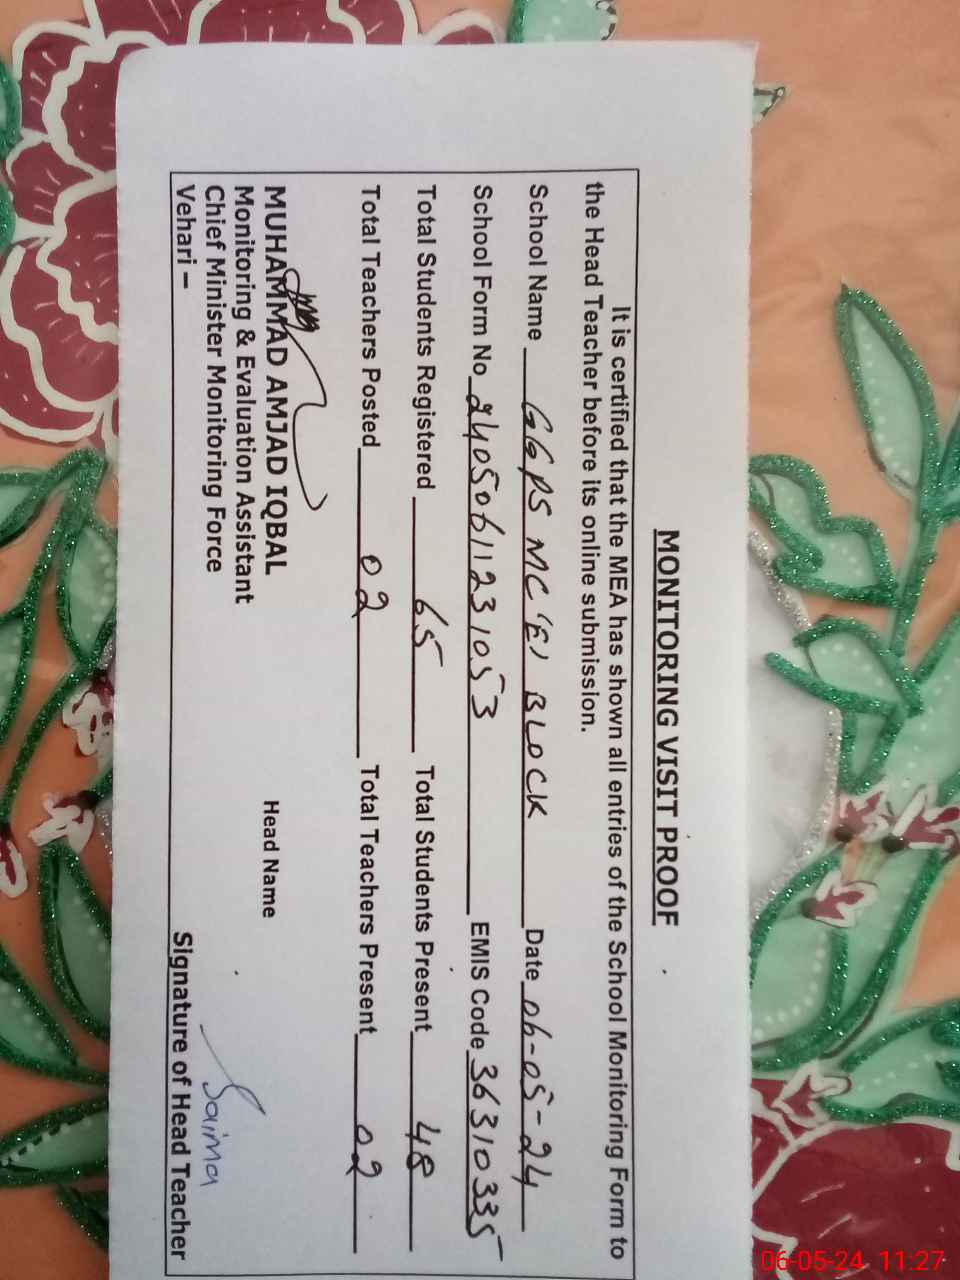 MONITORING VISIT PROOF
It is certified that the MEA has shown all entries of the School Monitoring Form to
the Head Teacher before its online submission.
School Name GGPS MC 'E' BLOCK Date 06-05-24
School Form No 24050611231053 EMIS Code 36310335
Total Students Registered 65 Total Students Present 48
Total Teachers Posted 02 Total Teachers Present 02
MUHAMMAD AMJAD IQBAL Head Name
Monitoring & Evaluation Assistant
Chief Minister Monitoring Force Saima
Vehari – Signature of Head Teacher
06-05-24 11:27